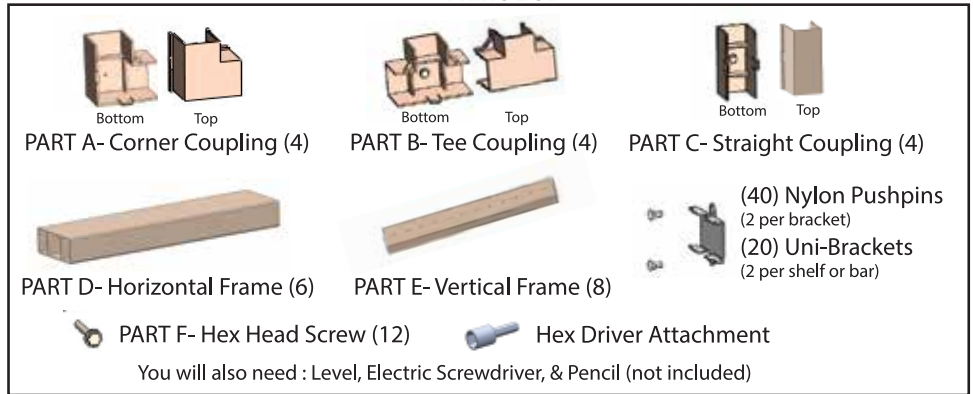 Bottom Top
Bottom Top
Bottom Top
PART A- Corner Coupling (4)
PART B- Tee Coupling (4)
PART C- Straight Coupling (4)
(40) Nylon Pushpins
(2 per bracket)
(20) Uni-Brackets
(2 per shelf or bar)
PART D- Horizontal Frame (6)
PART E- Vertical Frame (8)
PART F- Hex Head Screw (12)
Hex Driver Attachment
You will also need : Level, Electric Screwdriver, & Pencil (not included)